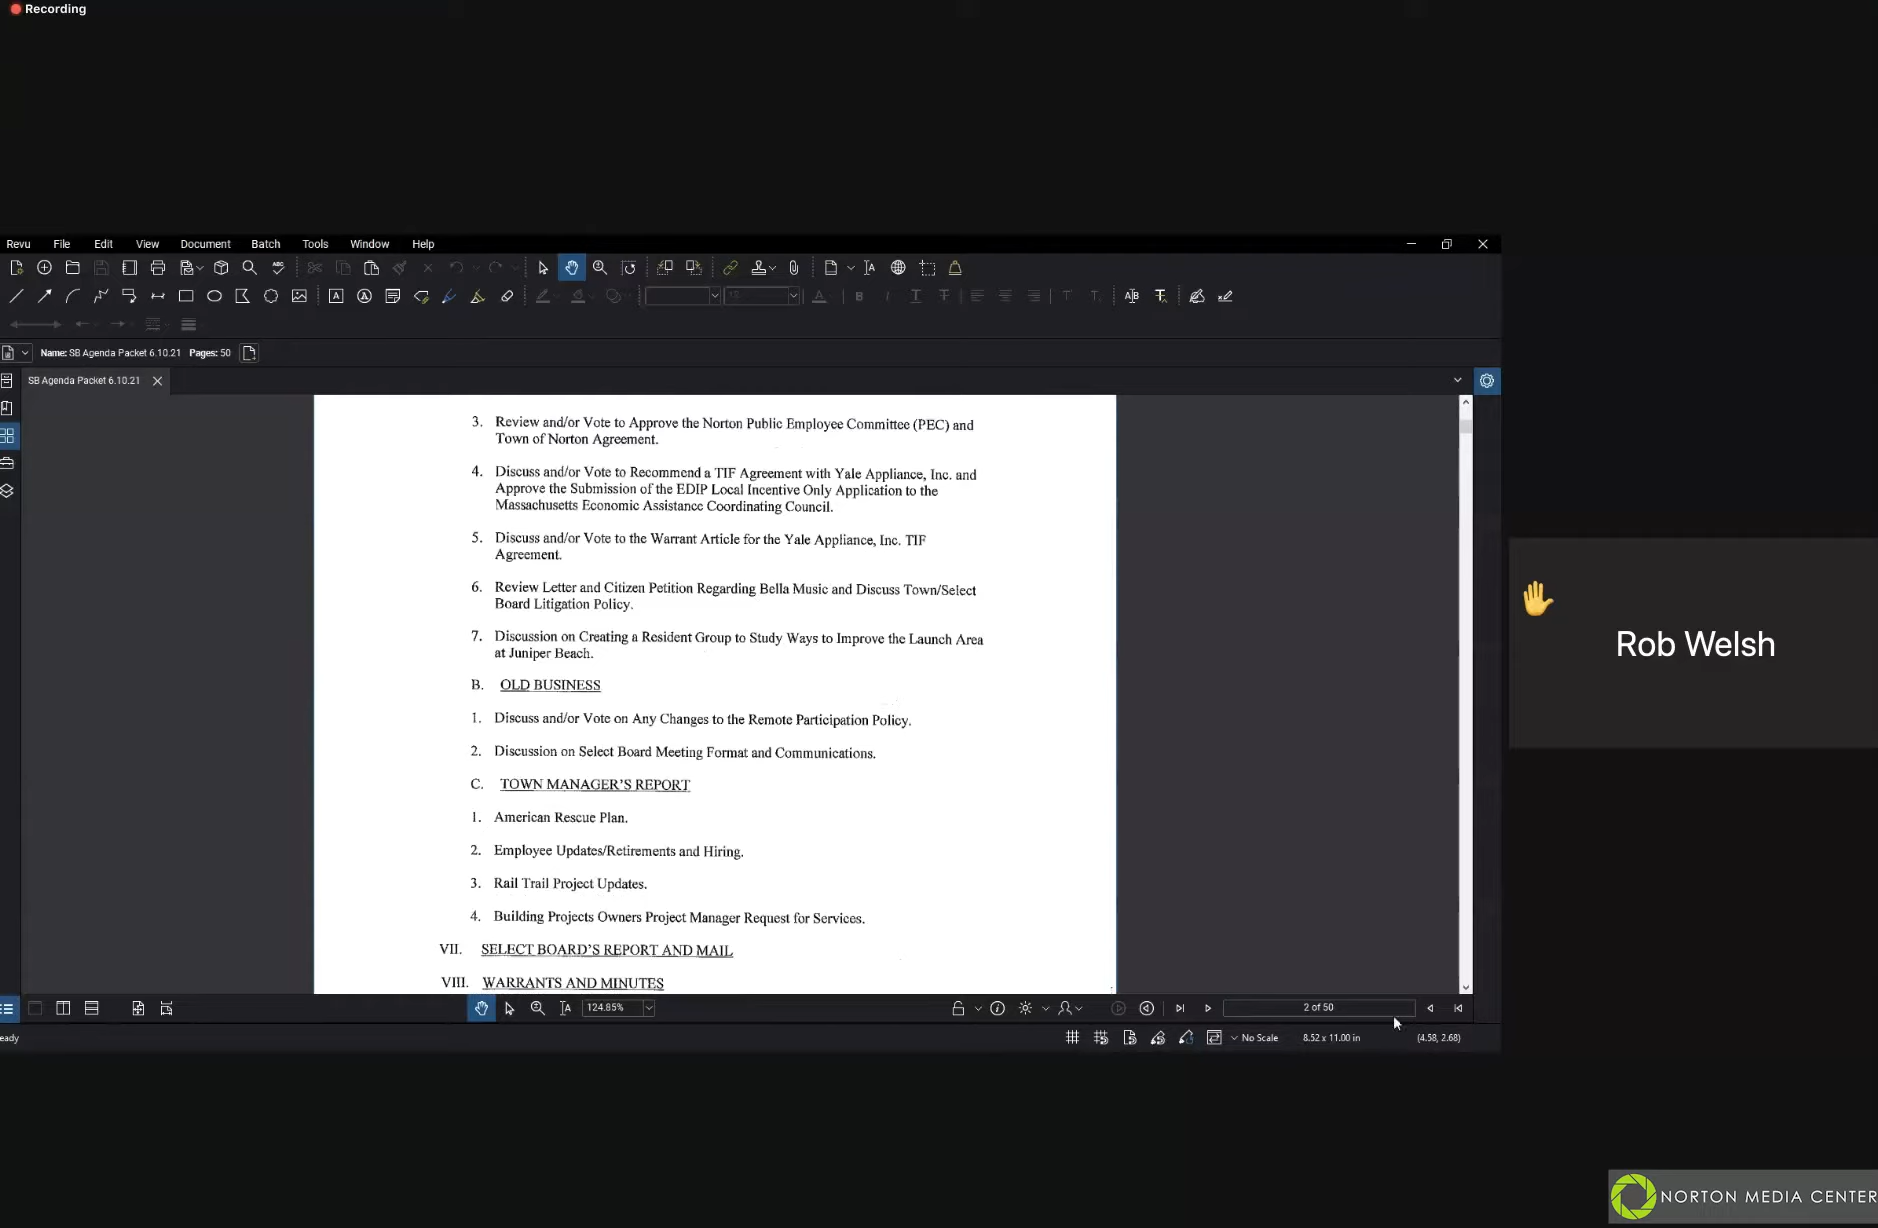 Recording
Revu File Edit View Document Batch Tools Window Help
Name: SB Agenda Packet 6.10.21 Pages: 50
SB Agenda Packet 6.10.21
3. Review and/or Vote to Approve the Norton Public Employee Committee (PEC) and
Town of Norton Agreement.
4. Discuss and/or Vote to Recommend a TIF Agreement with Yale Appliance, Inc. and
Approve the Submission of the EDIP Local Incentive Only Application to the
Massachusetts Economic Assistance Coordinating Council.
5. Discuss and/or Vote to the Warrant Article for the Yale Appliance, Inc. TIF
Agreement.
6. Review Letter and Citizen Petition Regarding Bella Music and Discuss Town/Select
Board Litigation Policy.
7. Discussion on Creating a Resident Group to Study Ways to Improve the Launch Area
at Juniper Beach.
B. OLD BUSINESS
1. Discuss and/or Vote on Any Changes to the Remote Participation Policy.
2. Discussion on Select Board Meeting Format and Communications.
C. TOWN MANAGER'S REPORT
1. American Rescue Plan.
2. Employee Updates/Retirements and Hiring.
3. Rail Trail Project Updates.
4. Building Projects Owners Project Manager Request for Services.
VII. SELECT BOARD'S REPORT AND MAIL
VIII. WARRANTS AND MINUTES
Rob Welsh
124.85% 2 of 50
eady No Scale 8.52 x 11.00 in (4.58, 2.68)
NORTON MEDIA CENTER